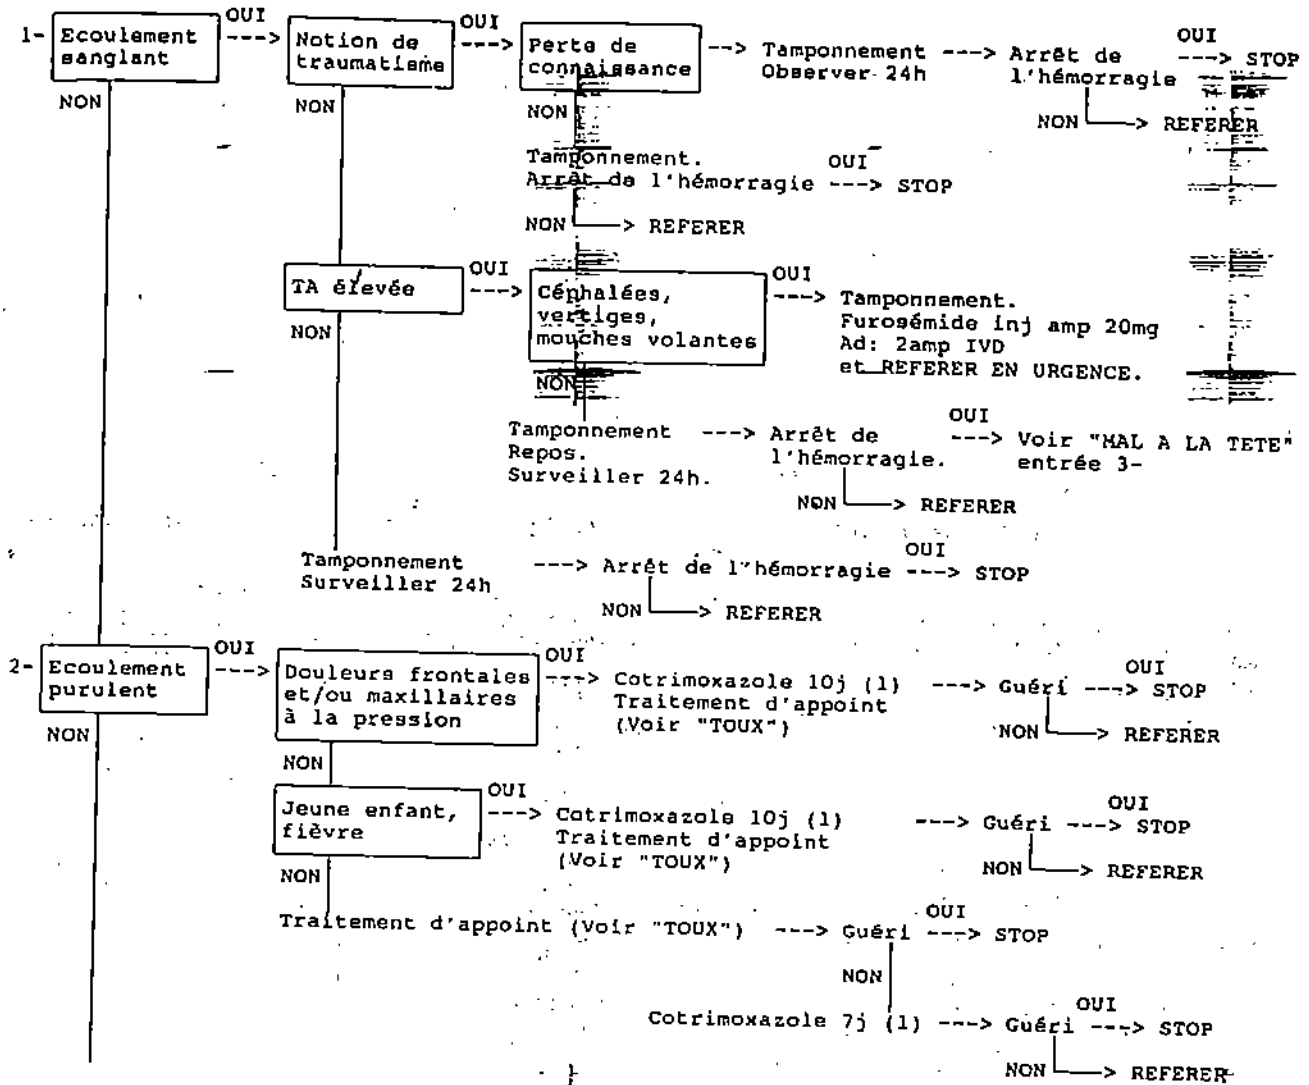 OUI OUI OUI
1- Ecoulement sanglant ---> Notion de traumatisme ---> Perte de connaissance --> Tamponnement Observer 24h ---> Arrêt de l'hémorragie ---> STOP
NON NON NON NON ---> REFERER
Tamponnement. OUI
Arrêt de l'hémorragie ---> STOP
NON ---> REFERER
OUI OUI
TA élevée ---> Céphalées, vertiges, mouches volantes ---> Tamponnement.
Furosémide inj amp 20mg
Ad: 2amp IVD
et REFERER EN URGENCE.
NON NON
OUI
Tamponnement ---> Arrêt de ---> Voir "MAL A LA TETE"
Repos. l'hémorragie. entrée 3-
Surveiller 24h.
NON ---> REFERER
OUI
Tamponnement ---> Arrêt de l'hémorragie ---> STOP
Surveiller 24h
NON ---> REFERER
OUI OUI OUI
2- Ecoulement purulent ---> Douleurs frontales et/ou maxillaires à la pression ---> Cotrimoxazole 10j (1) ---> Guéri ---> STOP
Traitement d'appoint
(Voir "TOUX")
NON NON ---> REFERER
NON
OUI OUI
Jeune enfant, fièvre ---> Cotrimoxazole 10j (1) ---> Guéri ---> STOP
Traitement d'appoint
(Voir "TOUX")
NON NON ---> REFERER
OUI
Traitement d'appoint (Voir "TOUX") ---> Guéri ---> STOP
NON
OUI
Cotrimoxazole 7j (1) ---> Guéri ---> STOP
NON ---> REFERER